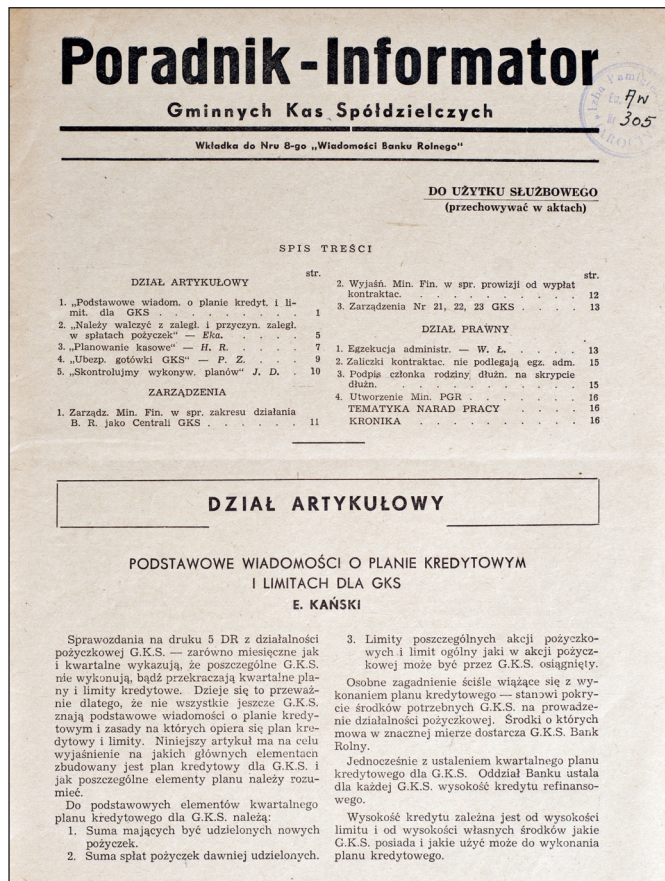 Poradnik-Informator
Gminnych Kas Spółdzielczych
Wkładka do Nru 8-go „Wiadomości Banku Rolnego"
Izba Pamięci
AW
Nr 305
DO UŻYTKU SŁUŻBOWEGO
(przechowywać w aktach)
SPIS TREŚCI
str.
DZIAŁ ARTYKUŁOWY
1. „Podstawowe wiadom. o planie kredyt. i li-
mit. dla GKS . . . . . . . . . 1
2. „Należy walczyć z zaległ. i przyczyn. zaległ.
w spłatach pożyczek" — Eka. . . . . 5
3. „Planowanie kasowe" — H. R. . . . . 7
4. „Ubezp. gotówki GKS" — P. Z. . . . 9
5. „Skontrolujmy wykonyw. planów" J. D. . 10
ZARZĄDZENIA
1. Zarządz. Min. Fin. w spr. zakresu działania
B. R. jako Centrali GKS . . . . . . 11
str.
2. Wyjaśń. Min. Fin. w spr. prowizji od wypłat
kontraktac. . . . . . . . . . . 12
3. Zarządzenia Nr 21, 22, 23 GKS . . . . 13
DZIAŁ PRAWNY
1. Egzekucja administr. — W. Ł. . . . . 13
2. Zaliczki kontraktac. nie podlegają egz. adm. 15
3. Podpis członka rodziny dłużn. na skrypcie
dłużn. . . . . . . . . . . . 15
4. Utworzenie Min. PGR . . . . . . 16
TEMATYKA NARAD PRACY . . . . 16
KRONIKA . . . . . . . . . 16
DZIAŁ ARTYKUŁOWY
PODSTAWOWE WIADOMOŚCI O PLANIE KREDYTOWYM
I LIMITACH DLA GKS
E. KAŃSKI
Sprawozdania na druku 5 DR z działalności
pożyczkowej G.K.S. — zarówno miesięczne jak
i kwartalne wykazują, że poszczególne G.K.S.
nie wykonują, bądź przekraczają kwartalne pla-
ny i limity kredytowe. Dzieje się to przeważ-
nie dlatego, że nie wszystkie jeszcze G.K.S.
znają podstawowe wiadomości o planie kredy-
towym i zasady na których opiera się plan kre-
dytowy i limity. Niniejszy artykuł ma na celu
wyjaśnienie na jakich głównych elementach
zbudowany jest plan kredytowy dla G.K.S. i
jak poszczególne elementy planu należy rozu-
mieć.
Do podstawowych elementów kwartalnego
planu kredytowego dla G.K.S. należą:
1. Suma mających być udzielonych nowych
pożyczek.
2. Suma spłat pożyczek dawniej udzielonych.
3. Limity poszczególnych akcji pożyczko-
wych i limit ogólny jaki w akcji pożycz-
kowej może być przez G.K.S. osiągnięty.
Osobne zagadnienie ściśle wiążące się z wy-
konaniem planu kredytowego — stanowi pokry-
cie środków potrzebnych G.K.S. na prowadze-
nie działalności pożyczkowej. Środki o których
mowa w znacznej mierze dostarcza G.K.S. Bank
Rolny.
Jednocześnie z ustaleniem kwartalnego planu
kredytowego dla G.K.S. Oddział Banku ustala
dla każdej G.K.S. wysokość kredytu refinanso-
wego.
Wysokość kredytu zależna jest od wysokości
limitu i od wysokości własnych środków jakie
G.K.S. posiada i jakie użyć może do wykonania
planu kredytowego.